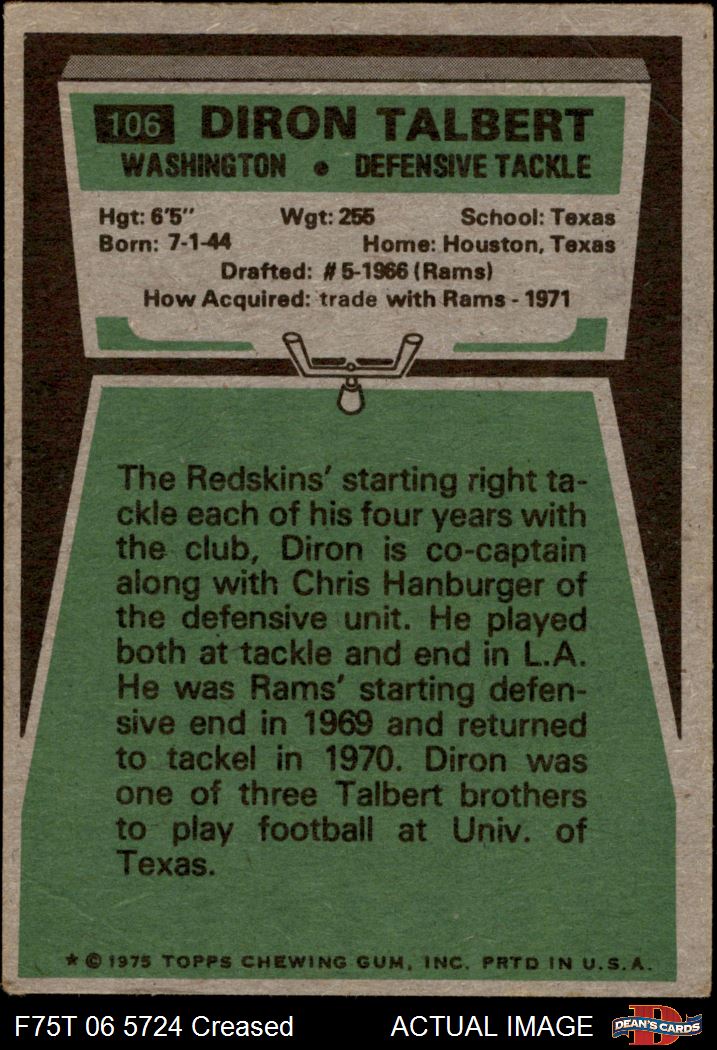 106 DIRON TALBERT
WASHINGTON • DEFENSIVE TACKLE
Hgt: 6'5" Wgt: 255 School: Texas
Born: 7-1-44 Home: Houston, Texas
Drafted: #5-1966 (Rams)
How Acquired: trade with Rams - 1971
The Redskins' starting right ta-
ckle each of his four years with
the club, Diron is co-captain
along with Chris Hanburger of
the defensive unit. He played
both at tackle and end in L.A.
He was Rams' starting defen-
sive end in 1969 and returned
to tackel in 1970. Diron was
one of three Talbert brothers
to play football at Univ. of
Texas.
★ © 1975 TOPPS CHEWING GUM, INC. PRTD IN U.S.A.
F75T 06 5724 Creased ACTUAL IMAGE DEAN'S CARDS